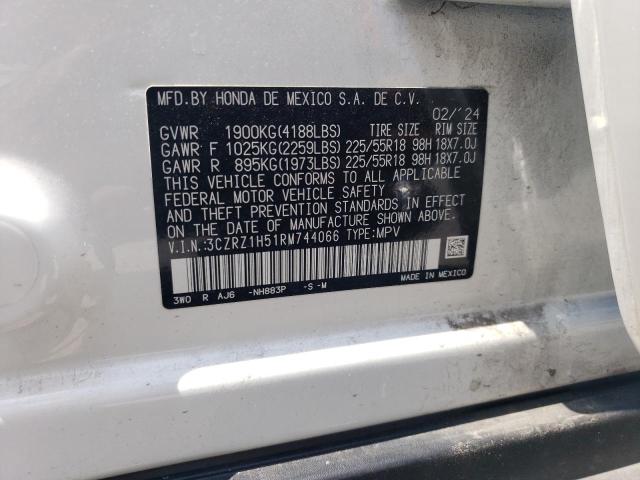 MFD.BY HONDA DE MEXICO S.A. DE C.V.
02/'24
GVWR 1900KG(4188LBS) TIRE SIZE RIM SIZE
GAWR F 1025KG(2259LBS) 225/55R18 98H 18X7.0J
GAWR R 895KG(1973LBS) 225/55R18 98H 18X7.0J
THIS VEHICLE CONFORMS TO ALL APPLICABLE
FEDERAL MOTOR VEHICLE SAFETY
AND THEFT PREVENTION STANDARDS IN EFFECT
ON THE DATE OF MANUFACTURE SHOWN ABOVE.
V.I.N.:3CZRZ1H51RM744066 TYPE:MPV
3W0 R AJ6 -NH883P -S -M MADE IN MEXICO